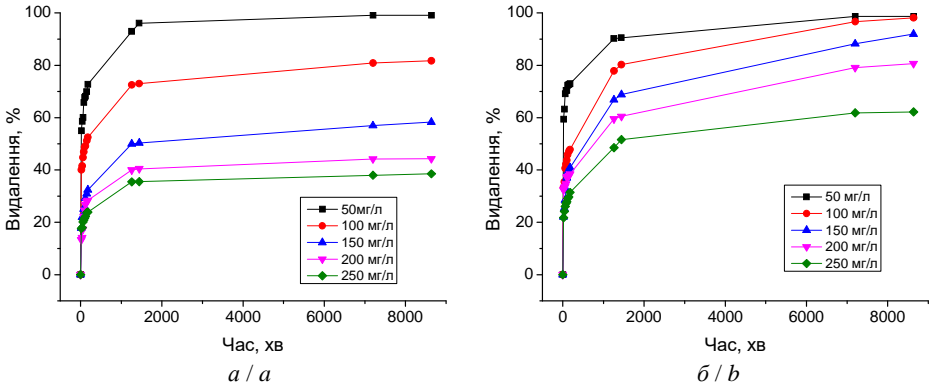 100
80
60
40
20
0
Видалення, %
50мг/л
100 мг/л
150 мг/л
200 мг/л
250 мг/л
0 2000 4000 6000 8000
Час, хв
а / a
100
80
60
40
20
0
Видалення, %
50 мг/л
100 мг/л
150 мг/л
200 мг/л
250 мг/л
0 2000 4000 6000 8000
Час, хв
б / b